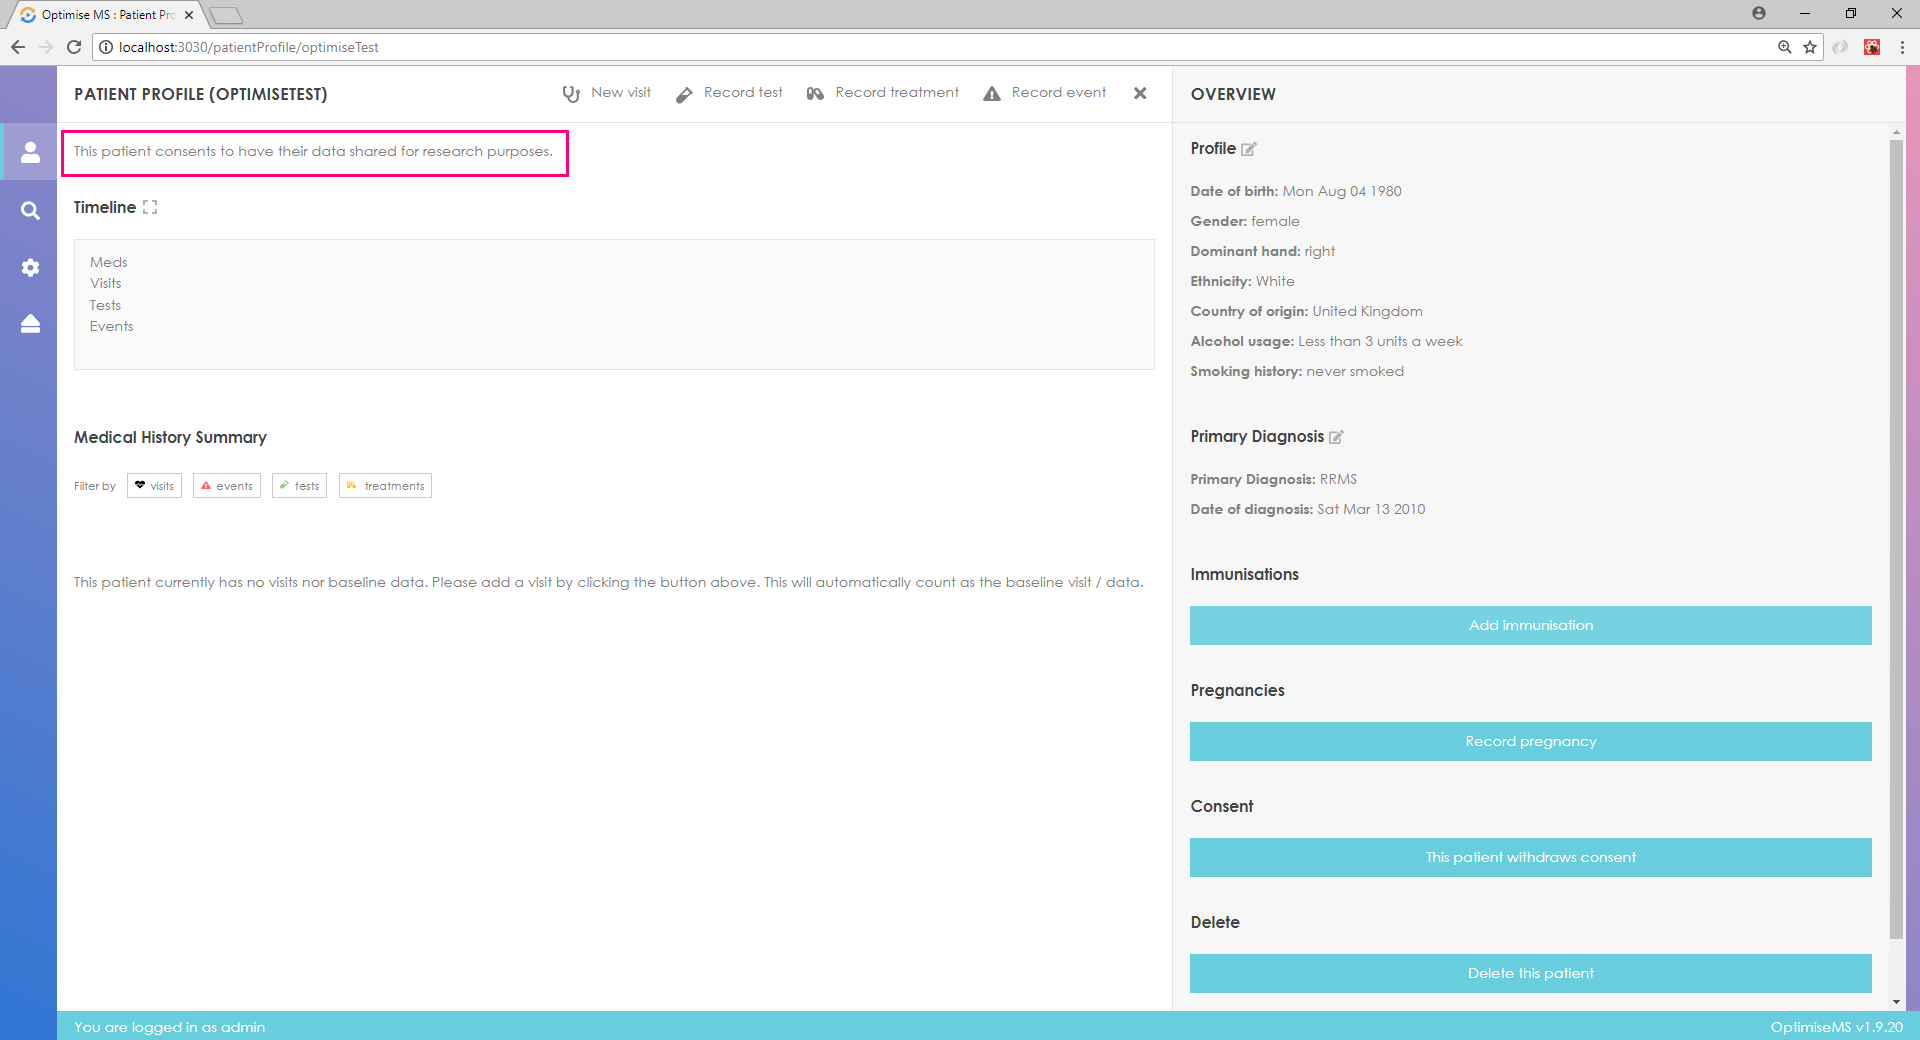 Optimise MS : Patient Pro
localhost:3030/patientProfile/optimiseTest
PATIENT PROFILE (OPTIMISETEST)
New visit
Record test
Record treatment
Record event
This patient consents to have their data shared for research purposes.
Timeline
Meds
Visits
Tests
Events
Medical History Summary
Filter by visits events tests treatments
This patient currently has no visits nor baseline data. Please add a visit by clicking the button above. This will automatically count as the baseline visit / data.
OVERVIEW
Profile
Date of birth: Mon Aug 04 1980
Gender: female
Dominant hand: right
Ethnicity: White
Country of origin: United Kingdom
Alcohol usage: Less than 3 units a week
Smoking history: never smoked
Primary Diagnosis
Primary Diagnosis: RRMS
Date of diagnosis: Sat Mar 13 2010
Immunisations
Add immunisation
Pregnancies
Record pregnancy
Consent
This patient withdraws consent
Delete
Delete this patient
You are logged in as admin
OptimiseMS v1.9.20